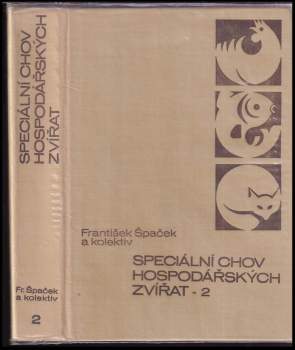 SPECIÁLNÍ CHOV
HOSPODÁŘSKÝCH
ZVÍŘAT
Fr. Špaček
a kolektiv
2
František Špaček
a kolektiv
SPECIÁLNÍ CHOV
HOSPODÁŘSKÝCH
ZVÍŘAT - 2